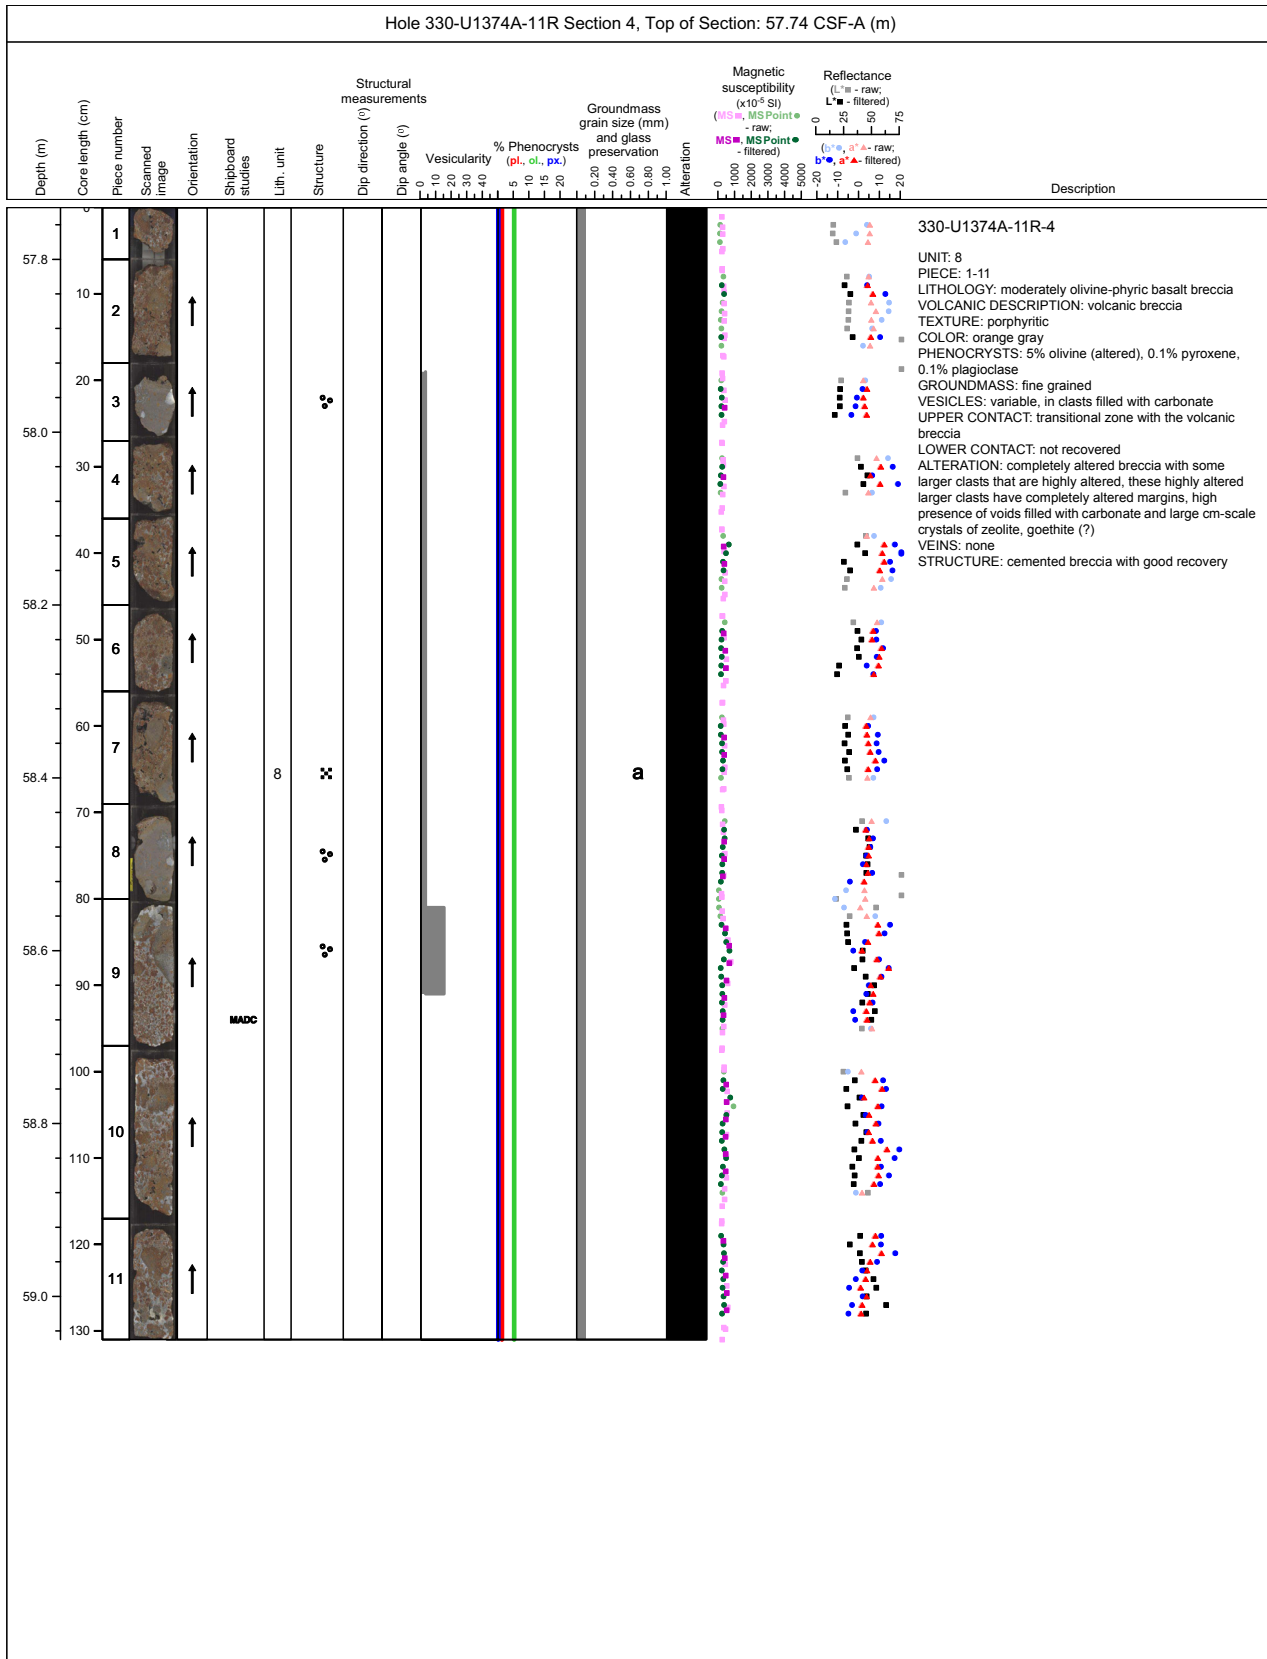 Hole 330-U1374A-11R Section 4, Top of Section: 57.74 CSF-A (m)
Depth (m)
Core length (cm)
Piece number
Scanned
image
Orientation
Shipboard
studies
Lith. unit
Structure
Structural
measurements
Dip direction (º)
Dip angle (º)
Vesicularity
0 10 20 30 40
% Phenocrysts
(pl., ol., px.)
5 10 15 20
Groundmass
grain size (mm)
and glass
preservation
0.20 0.40 0.60 0.80 1.00
Alteration
Magnetic
susceptibility
(x10-5 SI)
(MS, MSPoint
- raw;
MS, MSPoint
- filtered)
0 1000 2000 3000 4000 5000
Reflectance
(L* - raw;
L* - filtered)
0 25 50 75
(b*, a* - raw;
b*, a* - filtered)
-20 -10 0 10 20
Description
330-U1374A-11R-4
UNIT: 8
PIECE: 1-11
LITHOLOGY: moderately olivine-phyric basalt breccia
VOLCANIC DESCRIPTION: volcanic breccia
TEXTURE: porphyritic
COLOR: orange gray
PHENOCRYSTS: 5% olivine (altered), 0.1% pyroxene,
0.1% plagioclase
GROUNDMASS: fine grained
VESICLES: variable, in clasts filled with carbonate
UPPER CONTACT: transitional zone with the volcanic
breccia
LOWER CONTACT: not recovered
ALTERATION: completely altered breccia with some
larger clasts that are highly altered, these highly altered
larger clasts have completely altered margins, high
presence of voids filled with carbonate and large cm-scale
crystals of zeolite, goethite (?)
VEINS: none
STRUCTURE: cemented breccia with good recovery
0
1
57.8
10
2
20
3
58.0
30
4
5
40
58.2
50
6
60
7
58.4
8
a
70
8
80
58.6
9
90
MADC
100
58.8
10
110
120
11
59.0
130